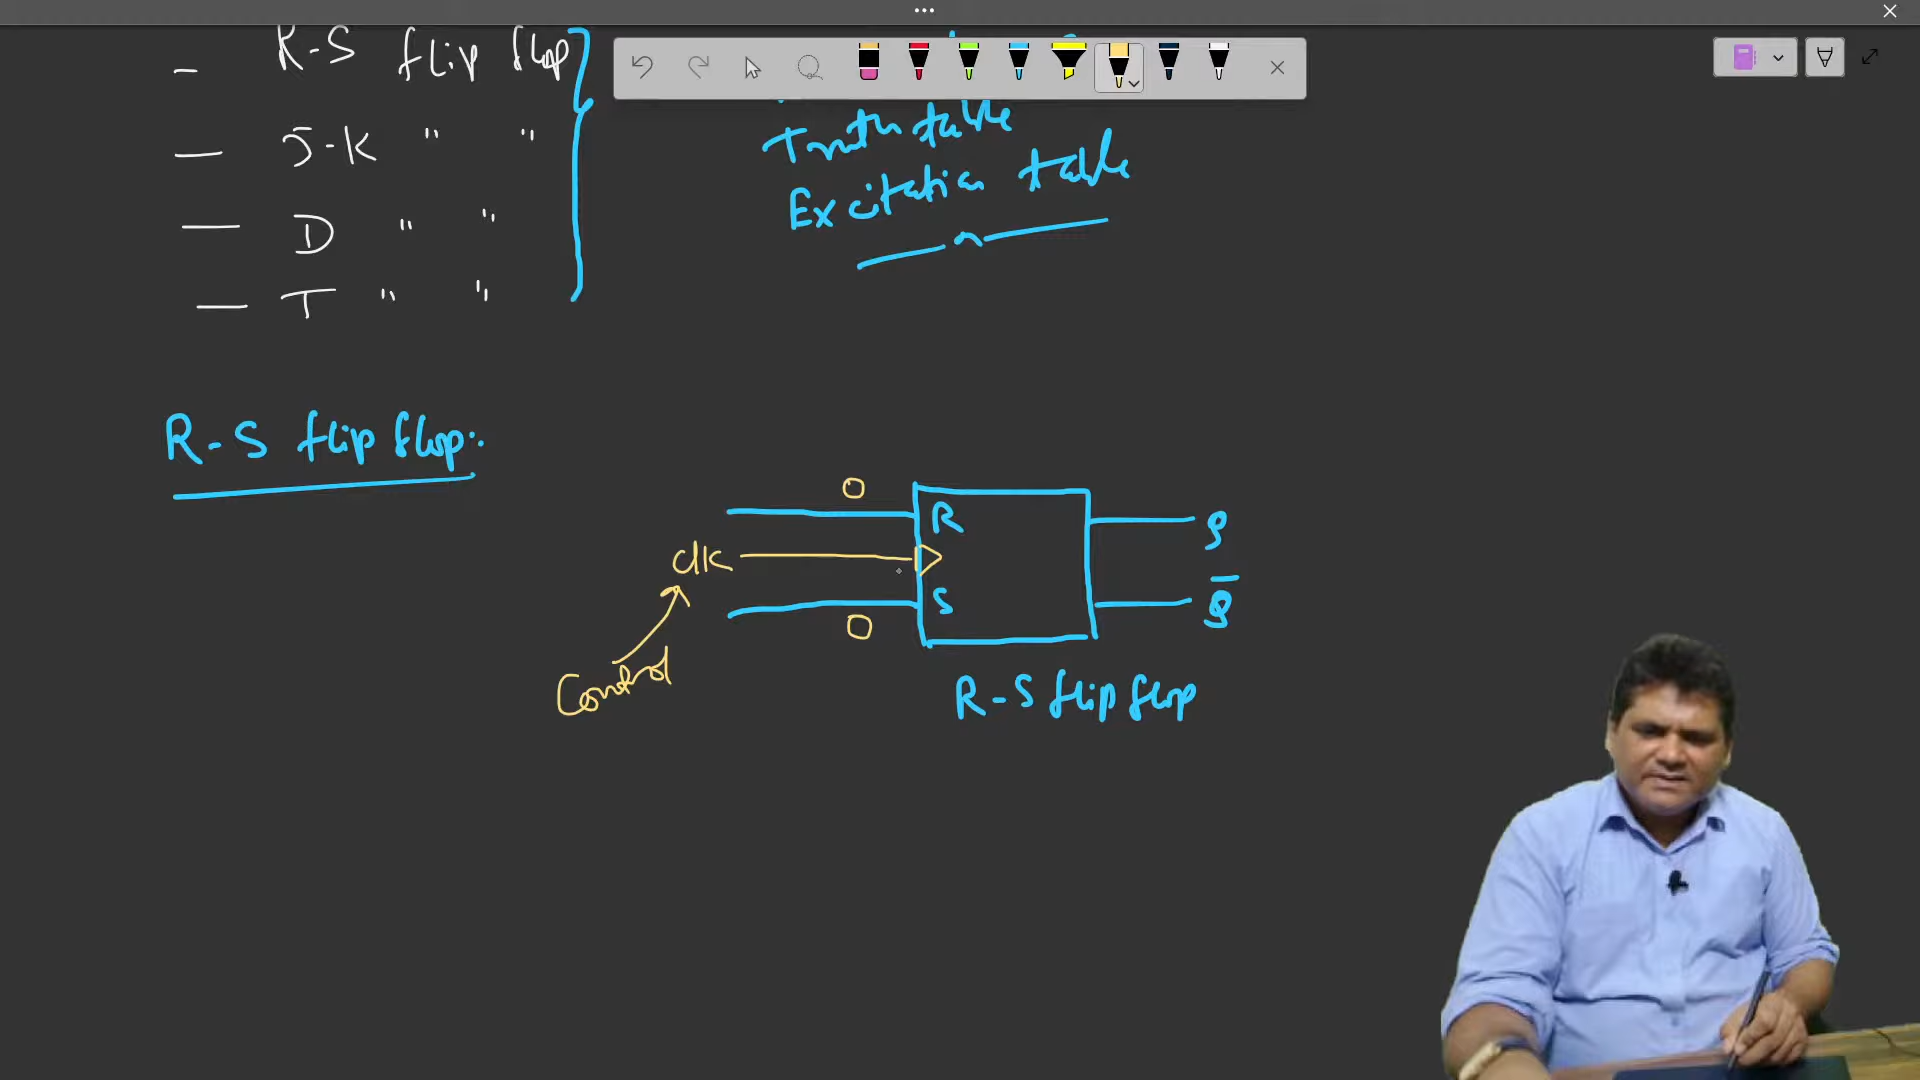 - R-S flip flop
- J-K " "
- D " "
- T " "
Truth table
Excitation table
R-S flip flop:
0
R
Q
clk
S
Q̅
0
Control
R-S flip flop